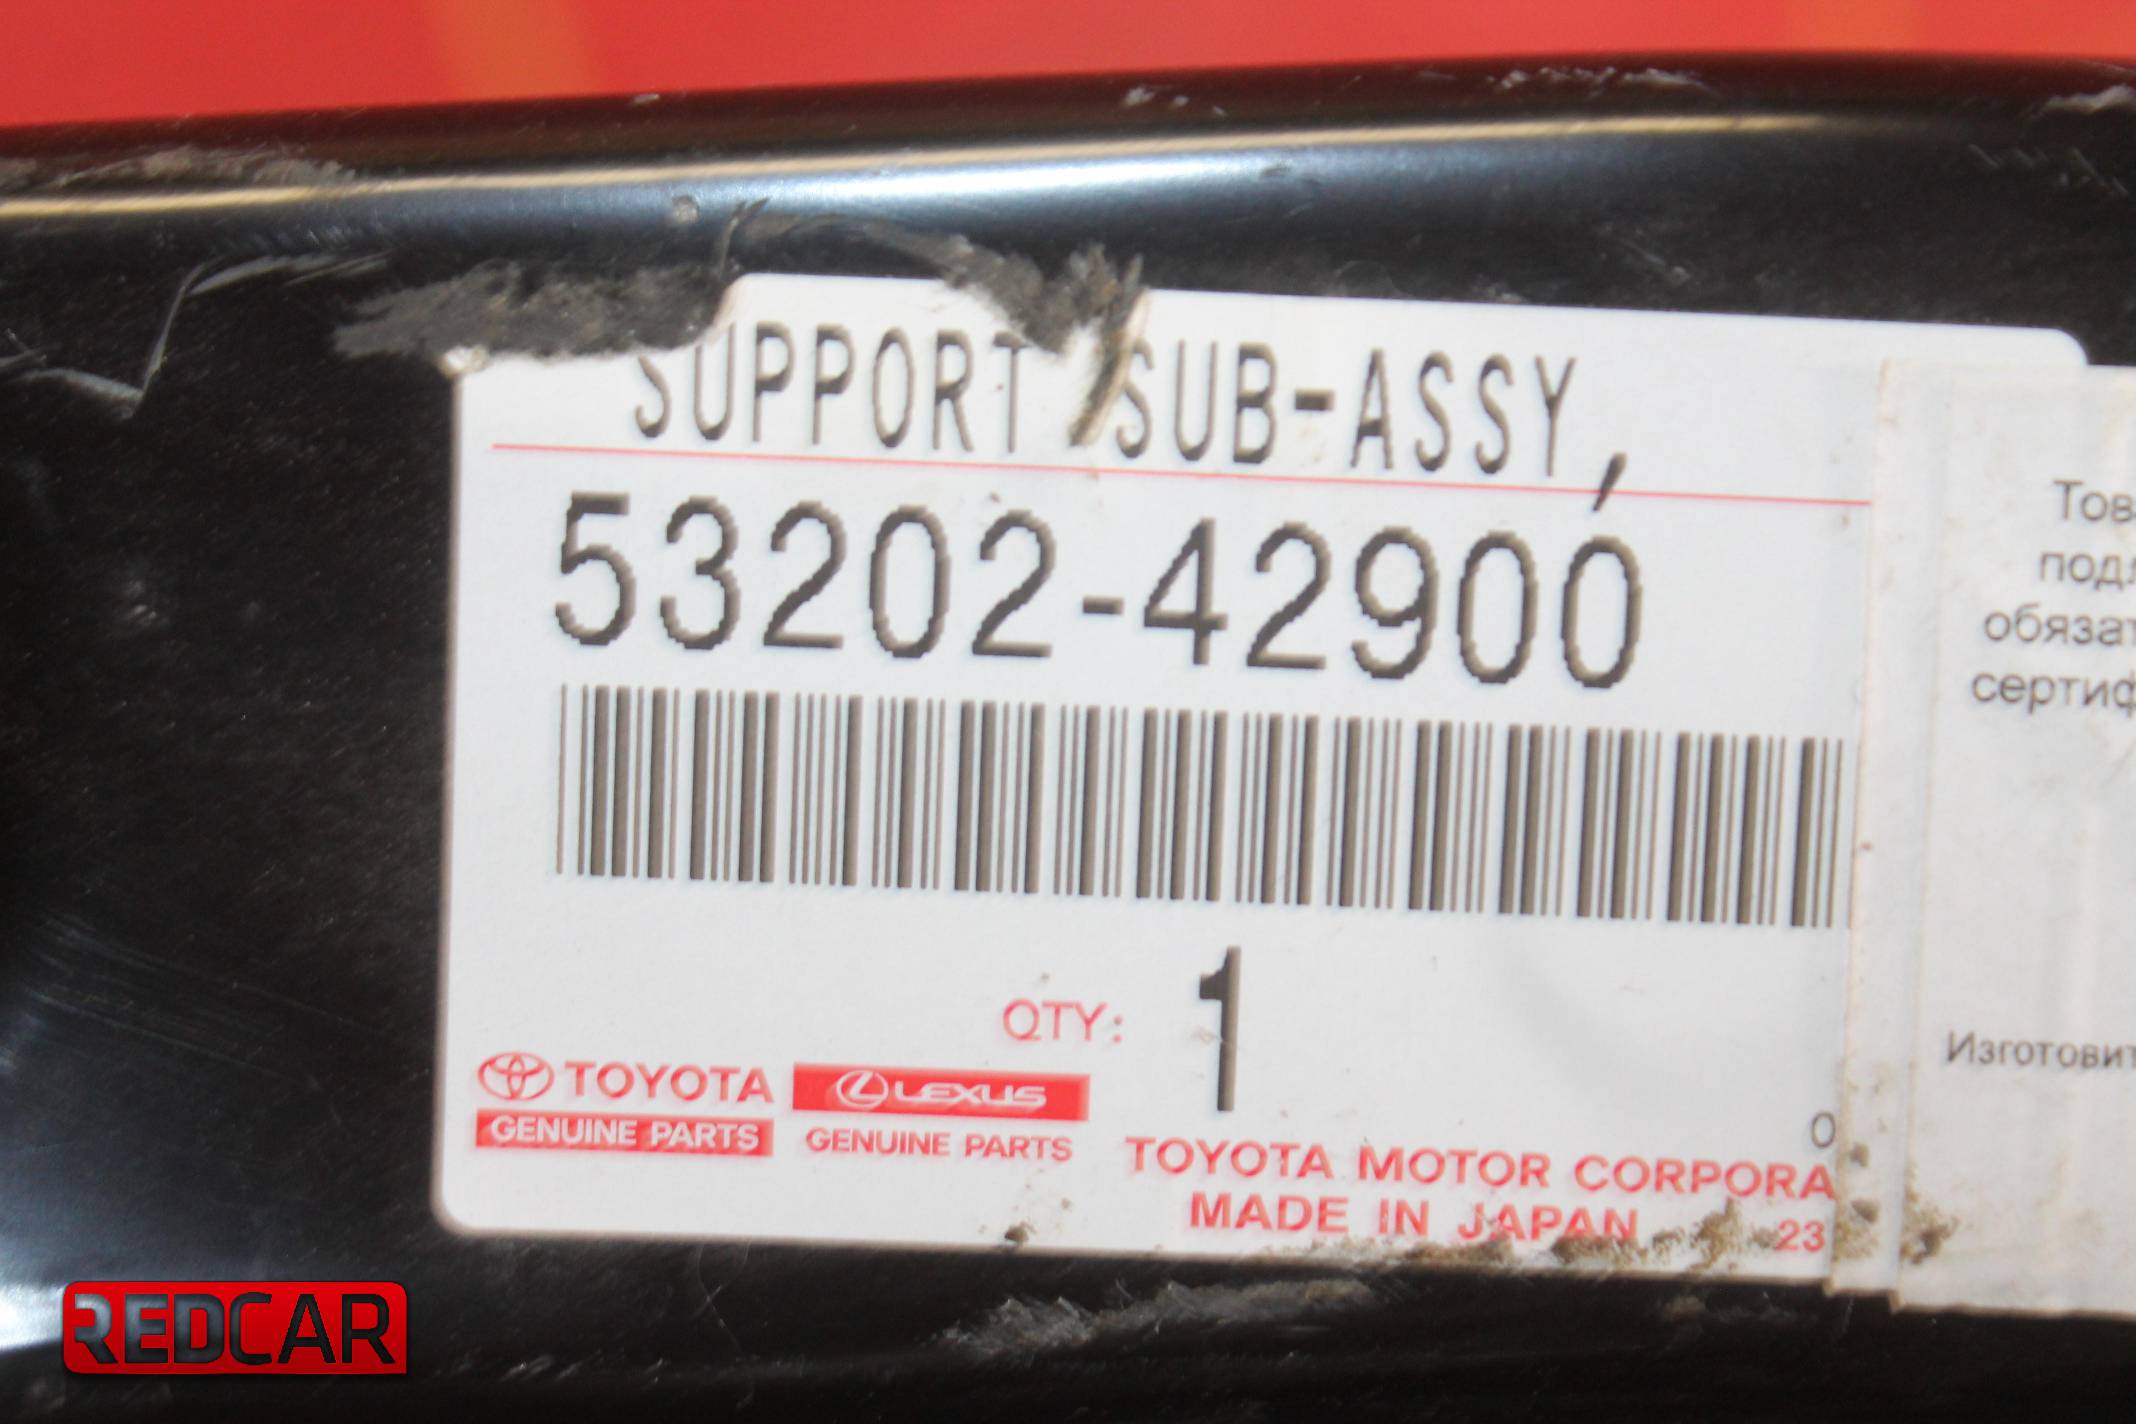 SUPPORT SUB-ASSY,
53202-42900
QTY: 1
TOYOTA
GENUINE PARTS
LEXUS
GENUINE PARTS
0
TOYOTA MOTOR CORPORA
MADE IN JAPAN 23
Тов
подл
обязат
сертиф
Изготовит
REDCAR